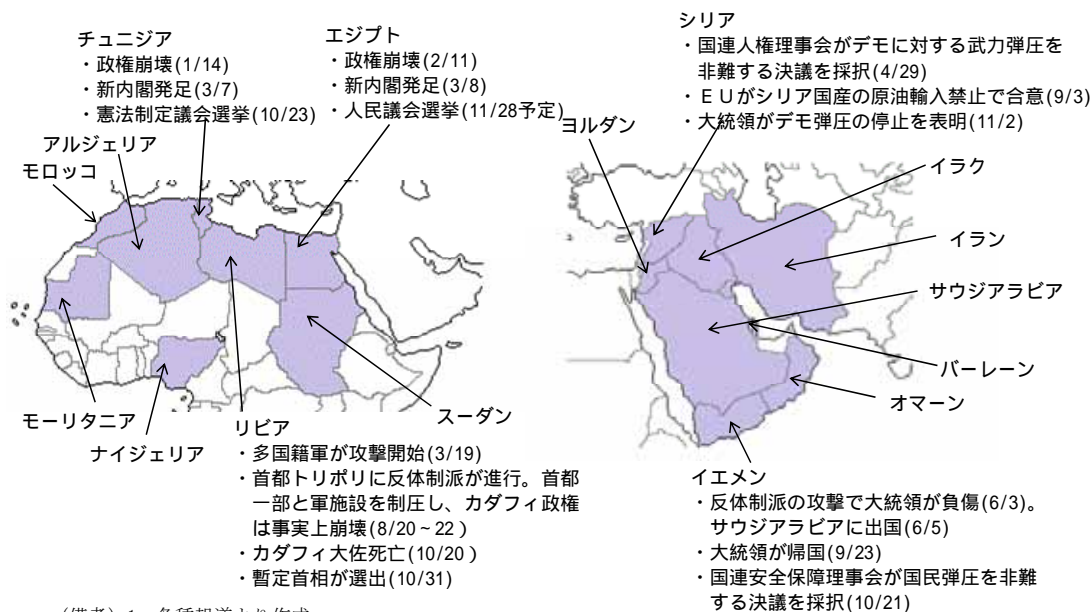 チュニジア
・政権崩壊(1/14)
・新内閣発足(3/7)
・憲法制定議会選挙(10/23)
エジプト
・政権崩壊(2/11)
・新内閣発足(3/8)
・人民議会選挙(11/28予定)
アルジェリア
モロッコ
モーリタニア
ナイジェリア
リビア
・多国籍軍が攻撃開始(3/19)
・首都トリポリに反体制派が進行。首都
一部と軍施設を制圧し、カダフィ政権
は事実上崩壊(8/20~22)
・カダフィ大佐死亡(10/20)
・暫定首相が選出(10/31)
スーダン
シリア
・国連人権理事会がデモに対する武力弾圧を
非難する決議を採択(4/29)
・ＥＵがシリア国産の原油輸入禁止で合意(9/3)
・大統領がデモ弾圧の停止を表明(11/2)
ヨルダン
イラク
イラン
サウジアラビア
バーレーン
オマーン
イエメン
・反体制派の攻撃で大統領が負傷(6/3)。
サウジアラビアに出国(6/5)
・大統領が帰国(9/23)
・国連安全保障理事会が国民弾圧を非難
する決議を採択(10/21)